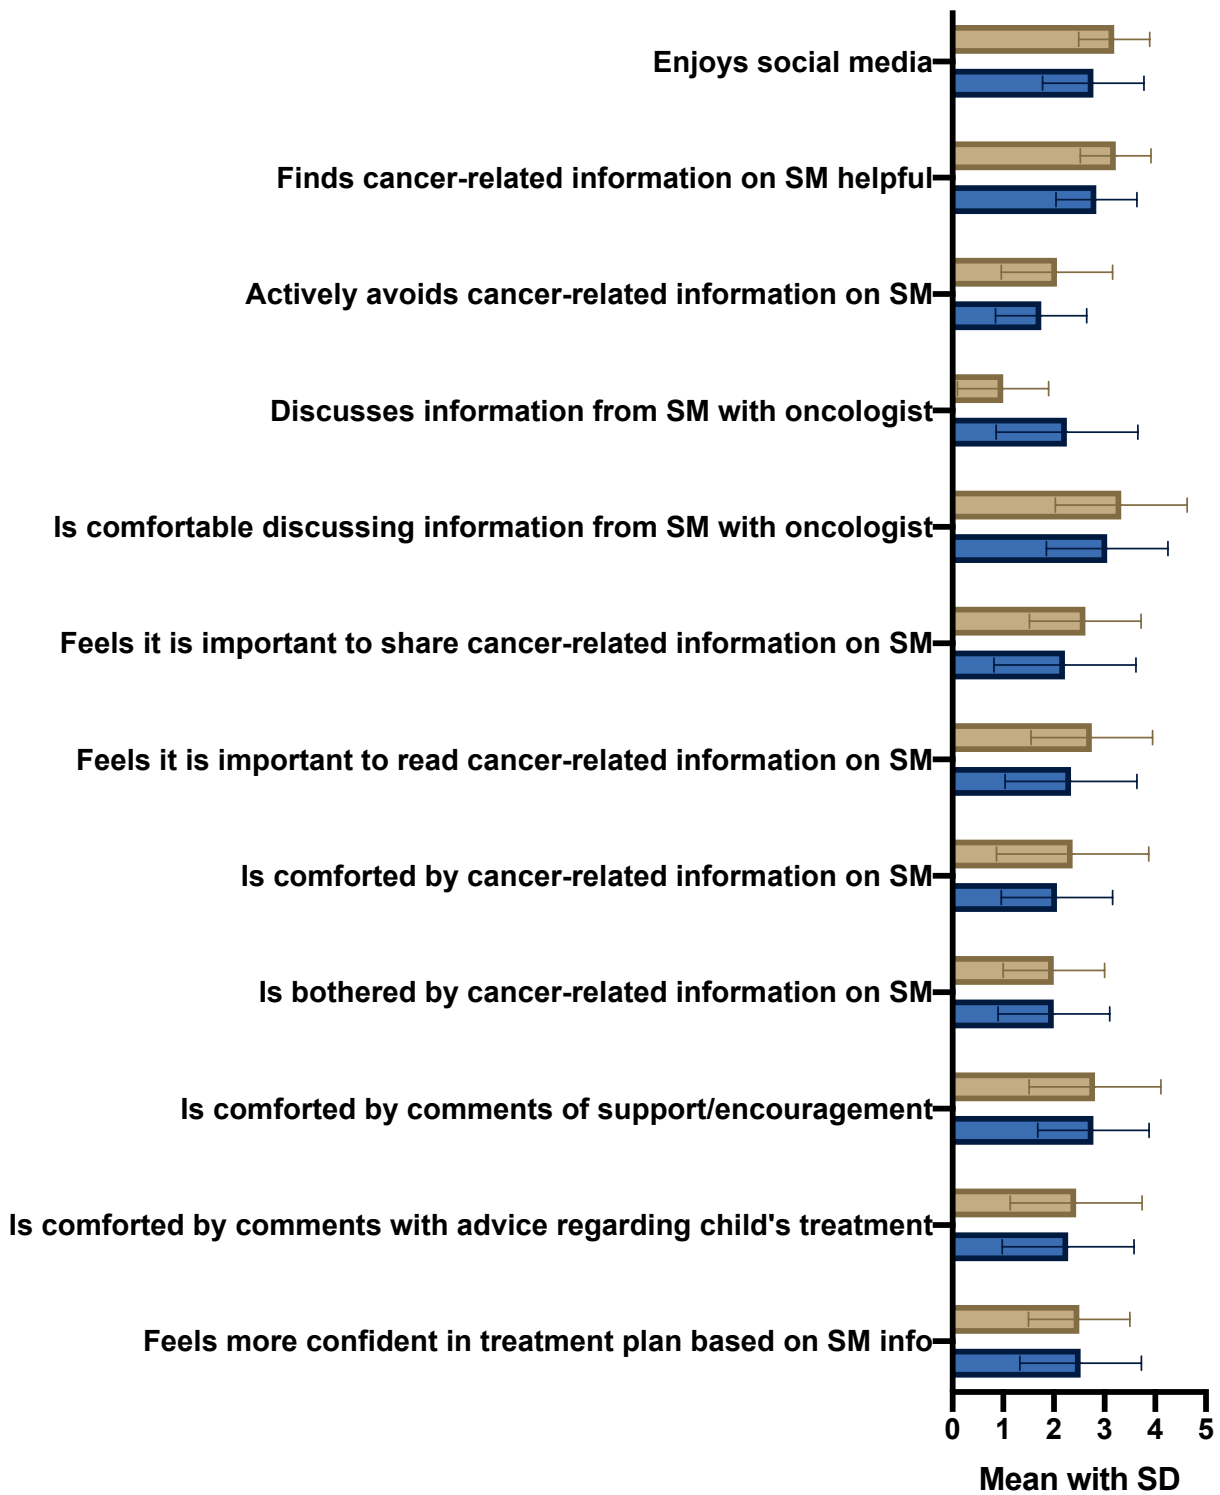 Enjoys social media
Finds cancer-related information on SM helpful
Actively avoids cancer-related information on SM
Discusses information from SM with oncologist
Is comfortable discussing information from SM with oncologist
Feels it is important to share cancer-related information on SM
Feels it is important to read cancer-related information on SM
Is comforted by cancer-related information on SM
Is bothered by cancer-related information on SM
Is comforted by comments of support/encouragement
Is comforted by comments with advice regarding child's treatment
Feels more confident in treatment plan based on SM info
0 1 2 3 4 5
Mean with SD